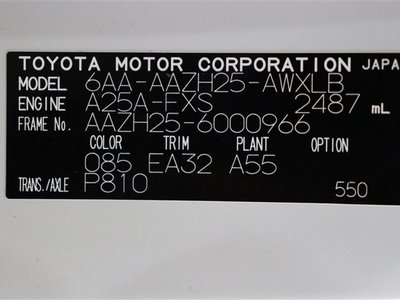 TOYOTA MOTOR CORPORATION JAPA
MODEL 6AA-AAZH25-AWXLB
ENGINE A25A-FXS 2487 mL
FRAME No. AAZH25-6000966
COLOR TRIM PLANT OPTION
085 EA32 A55
TRANS./AXLE P810 550